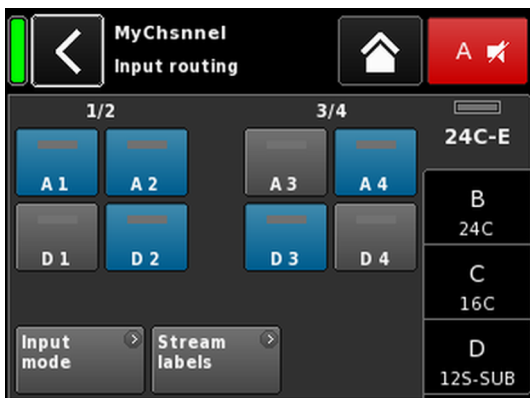 MyChsnnel
Input routing
A
1/2
3/4
24C-E
A 1
A 2
A 3
A 4
B
24C
D 1
D 2
D 3
D 4
C
16C
Input
mode
Stream
labels
D
12S-SUB